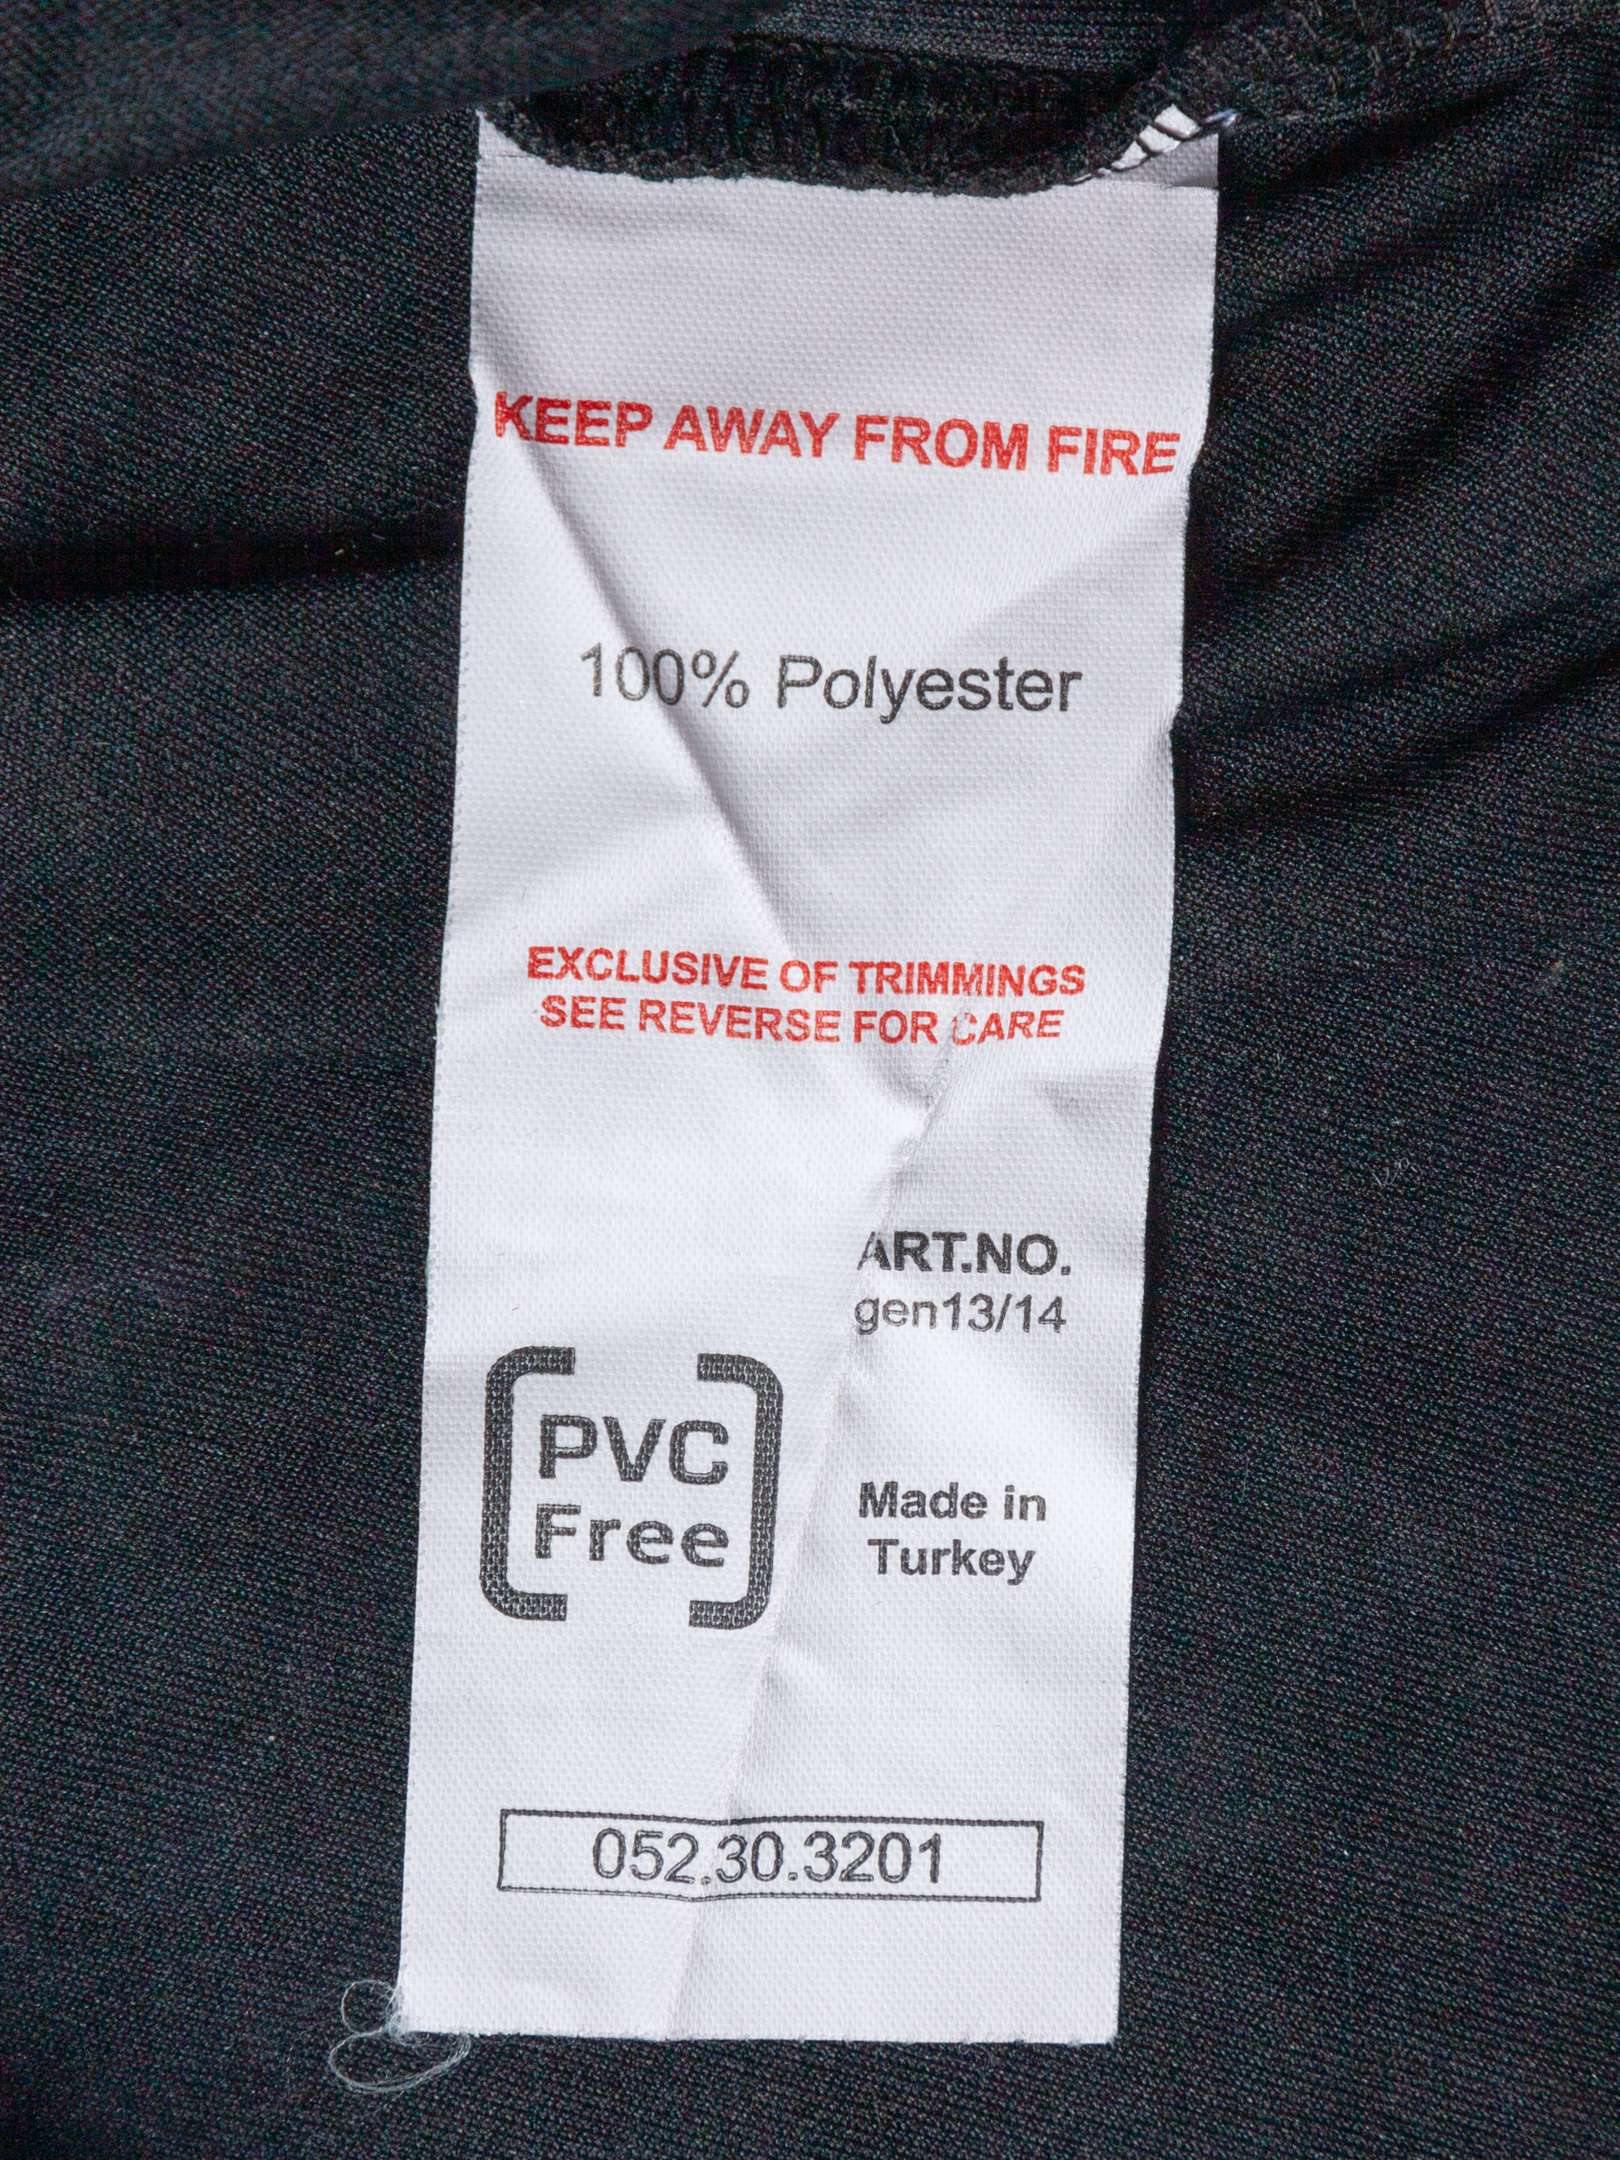 KEEP AWAY FROM FIRE
100% Polyester
EXCLUSIVE OF TRIMMINGS
SEE REVERSE FOR CARE
ART.NO.
gen13/14
PVC
Free
Made in
Turkey
052.30.3201